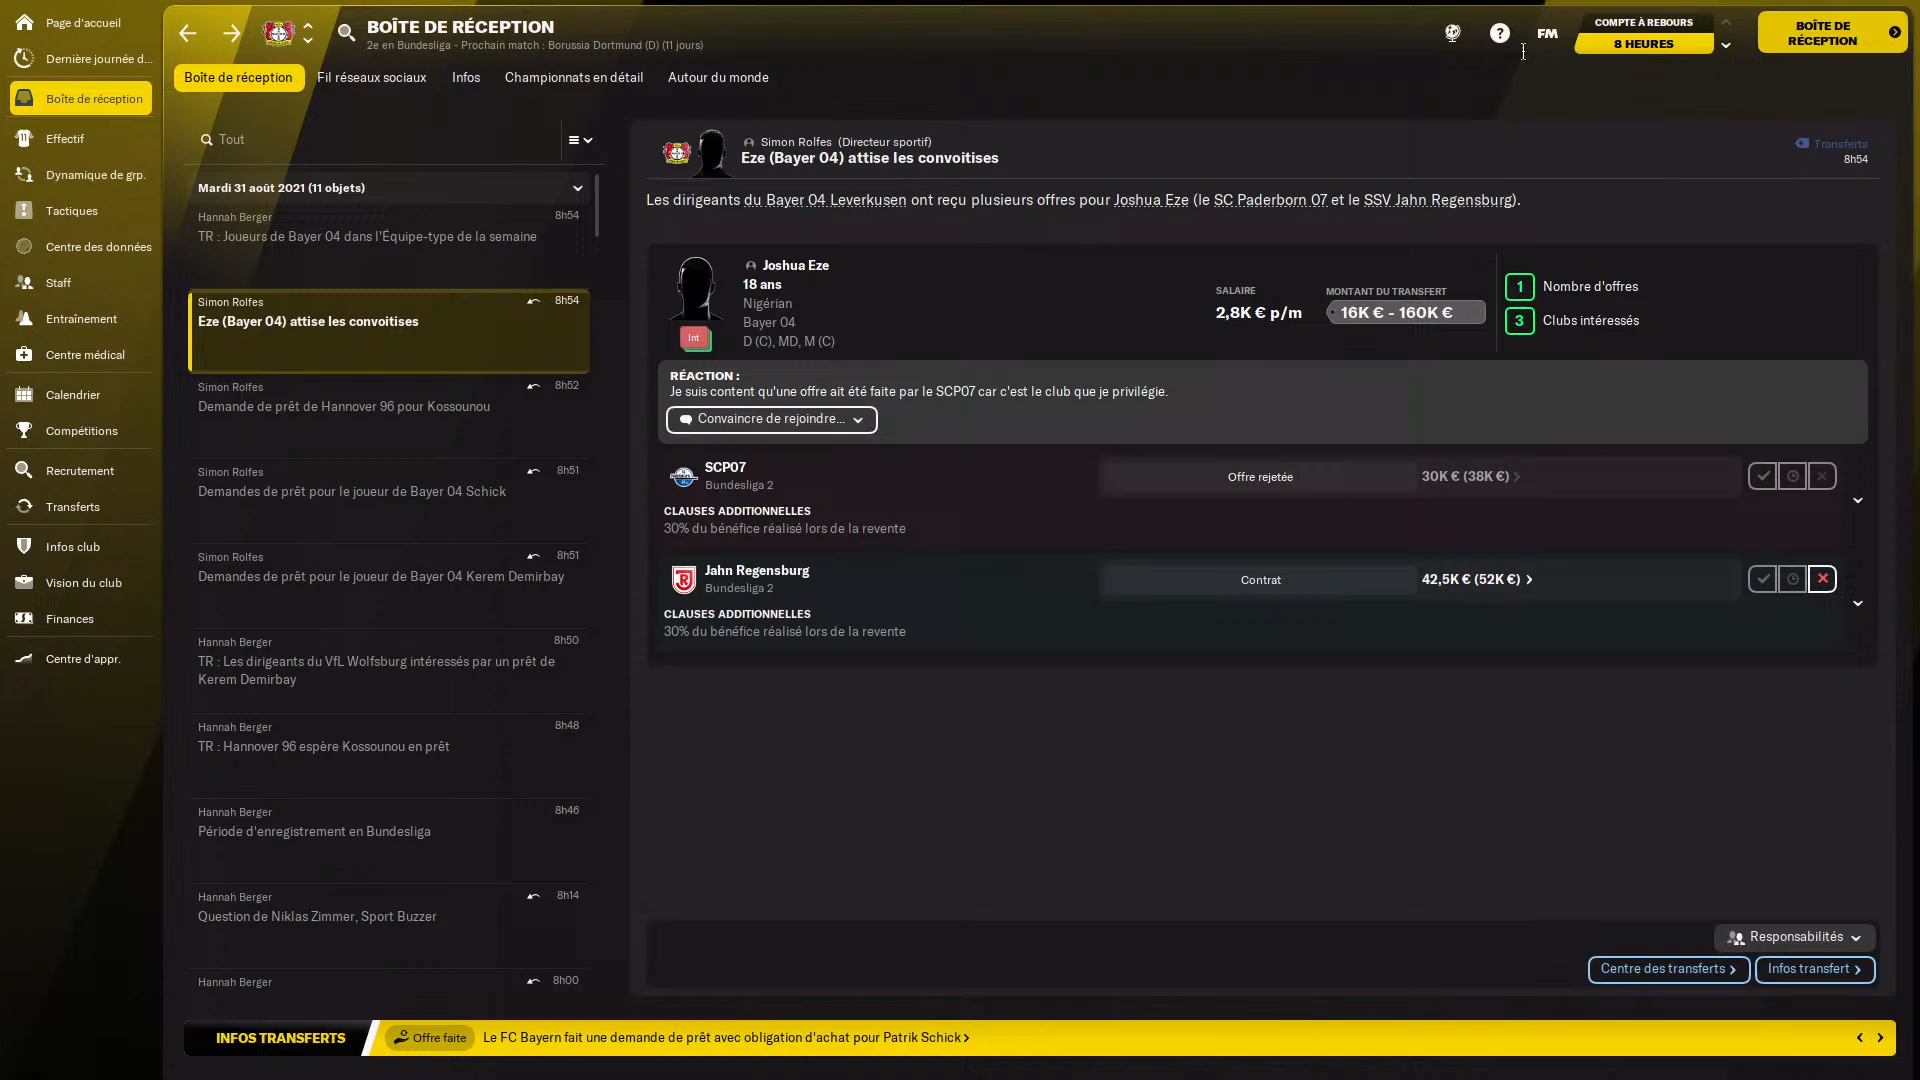 Page d'accueil
Dernière journée d...
Boîte de réception
Effectif
Dynamique de grp.
Tactiques
Centre des données
Staff
Entraînement
Centre médical
Calendrier
Compétitions
Recrutement
Transferts
Infos club
Vision du club
Finances
Centre d'appr.
BOÎTE DE RÉCEPTION
2e en Bundesliga - Prochain match : Borussia Dortmund (D) (11 jours)
FM
COMPTE À REBOURS
8 HEURES
BOÎTE DE
RÉCEPTION
Boîte de réception
Fil réseaux sociaux
Infos
Championnats en détail
Autour du monde
Tout
Mardi 31 août 2021 (11 objets)
Hannah Berger 8h54
TR : Joueurs de Bayer 04 dans l'Équipe-type de la semaine
Simon Rolfes 8h54
Eze (Bayer 04) attise les convoitises
Simon Rolfes 8h52
Demande de prêt de Hannover 96 pour Kossounou
Simon Rolfes 8h51
Demandes de prêt pour le joueur de Bayer 04 Schick
Simon Rolfes 8h51
Demandes de prêt pour le joueur de Bayer 04 Kerem Demirbay
Hannah Berger 8h50
TR : Les dirigeants du VfL Wolfsburg intéressés par un prêt de
Kerem Demirbay
Hannah Berger 8h48
TR : Hannover 96 espère Kossounou en prêt
Hannah Berger 8h46
Période d'enregistrement en Bundesliga
Hannah Berger 8h14
Question de Niklas Zimmer, Sport Buzzer
Hannah Berger 8h00
Simon Rolfes (Directeur sportif)
Eze (Bayer 04) attise les convoitises
Transferts
8h54
Les dirigeants du Bayer 04 Leverkusen ont reçu plusieurs offres pour Joshua Eze (le SC Paderborn 07 et le SSV Jahn Regensburg).
Joshua Eze
18 ans
Nigérian
Bayer 04
D (C), MD, M (C)
Int
SALAIRE
2,8K € p/m
MONTANT DU TRANSFERT
16K € - 160K €
1 Nombre d'offres
3 Clubs intéressés
RÉACTION :
Je suis content qu'une offre ait été faite par le SCP07 car c'est le club que je privilégie.
Convaincre de rejoindre...
SCP07
Bundesliga 2
Offre rejetée
30K € (38K €)
CLAUSES ADDITIONNELLES
30% du bénéfice réalisé lors de la revente
Jahn Regensburg
Bundesliga 2
Contrat
42,5K € (52K €)
CLAUSES ADDITIONNELLES
30% du bénéfice réalisé lors de la revente
Responsabilités
Centre des transferts
Infos transfert
INFOS TRANSFERTS
Offre faite
Le FC Bayern fait une demande de prêt avec obligation d'achat pour Patrik Schick